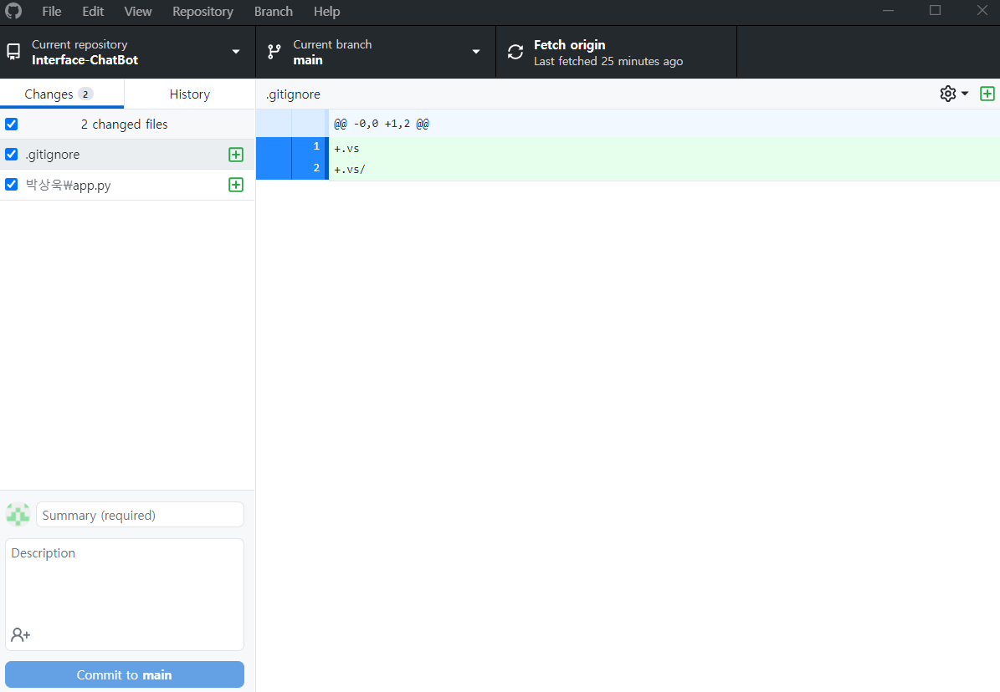 File Edit View Repository Branch Help
Current repository
Interface-ChatBot
Current branch
main
Fetch origin
Last fetched 25 minutes ago
Changes 2
History
.gitignore
2 changed files
.gitignore
박상욱₩app.py
@@ -0,0 +1,2 @@
1 +.vs
2 +.vs/
Summary (required)
Description
Commit to main